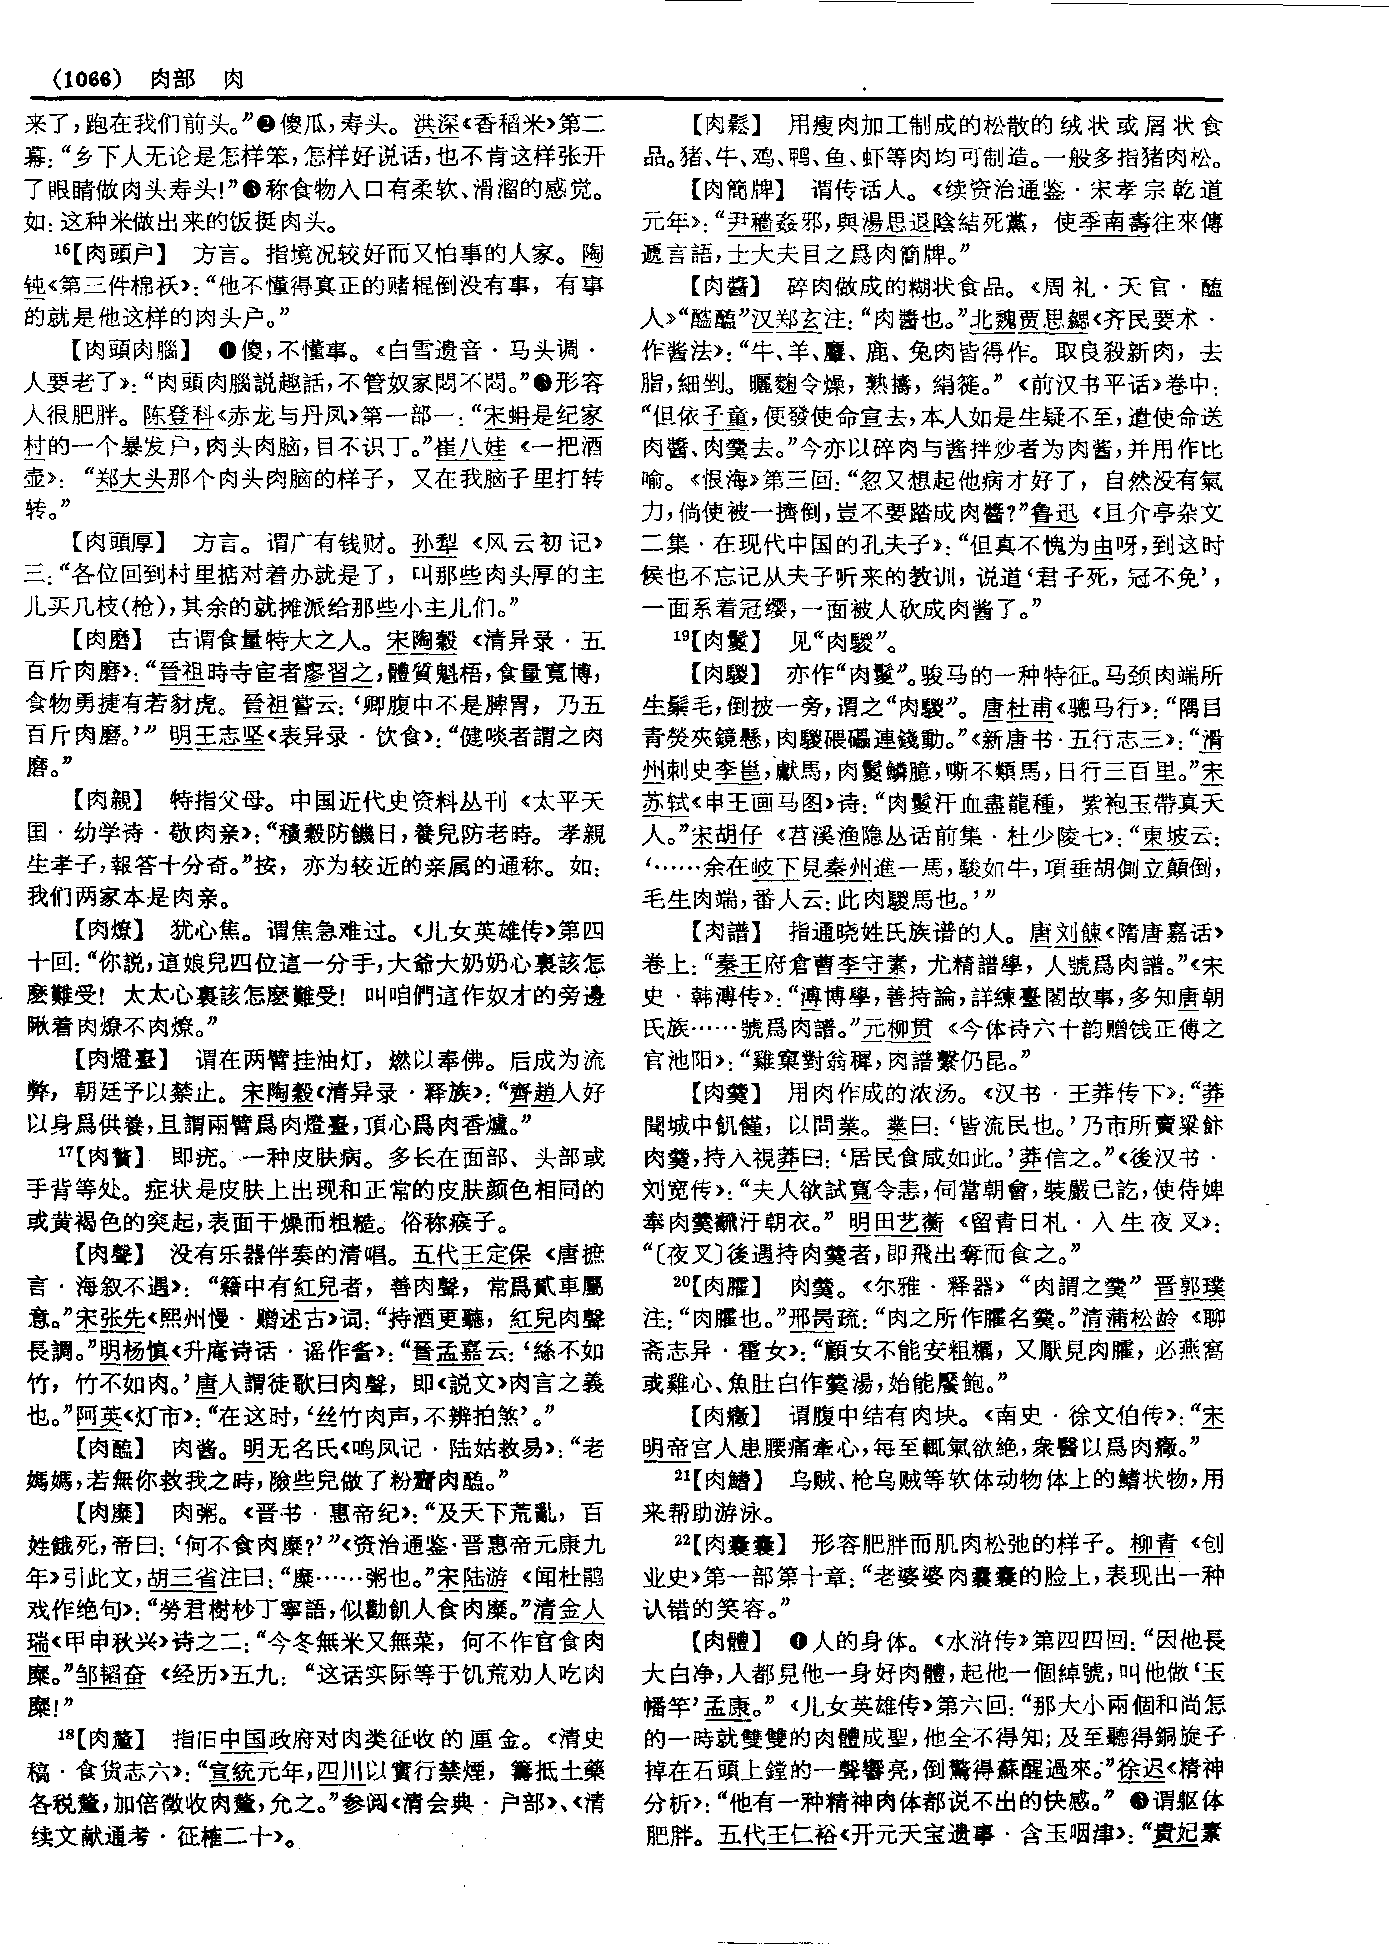 （1066） 肉部 肉
来了，跑在我们前头。”❷傻瓜，寿头。洪深《香稻米》第二
幕：“乡下人无论是怎样笨，怎样好说话，也不肯这样张开
了眼睛做肉头寿头！”❸称食物入口有柔软、滑溜的感觉。
如：这种米做出来的饭挺肉头。
16【肉頭户】 方言。指境况较好而又怕事的人家。陶
钝《第三件棉袄》：“他不懂得真正的赌棍倒没有事，有事
的就是他这样的肉头户。”
【肉頭肉腦】 ❶傻，不懂事。《白雪遗音·马头调·
人要老了》：“肉頭肉腦説趣話，不管奴家悶不悶。”❷形容
人很肥胖。陈登科《赤龙与丹凤》第一部一：“宋蚒是纪家
村的一个暴发户，肉头肉脑，目不识丁。”崔八娃《一把酒
壶》：“郑大头那个肉头肉脑的样子，又在我脑子里打转
转。”
【肉頭厚】 方言。谓广有钱财。孙犁《风云初记》
三：“各位回到村里掂对着办就是了，叫那些肉头厚的主
儿买几枝（枪），其余的就摊派给那些小主儿们。”
【肉磨】 古谓食量特大之人。宋陶穀《清异录·五
百斤肉磨》：“晉祖時寺宦者廖習之，體質魁梧，食量寬博，
食物勇捷有若豺虎。晉祖嘗云：‘卿腹中不是脾胃，乃五
百斤肉磨。’”明王志坚《表异录·饮食》：“健啖者謂之肉
磨。”
【肉親】 特指父母。中国近代史资料丛刊《太平天
国·幼学诗·敬肉亲》：“積穀防饑日，養兒防老時。孝親
生孝子，報答十分奇。”按，亦为较近的亲属的通称。如：
我们两家本是肉亲。
【肉燎】 犹心焦。谓焦急难过。《儿女英雄传》第四
十回：“你説，這娘兒四位這一分手，大爺大奶奶心裏該怎
麽難受！太太心裏該怎麽難受！叫咱們這作奴才的旁邊
瞅着肉燎不肉燎。”
【肉燈臺】 谓在两臂挂油灯，燃以奉佛。后成为流
弊，朝廷予以禁止。宋陶穀《清异录·释族》：“齊趙人好
以身爲供養，且謂兩臂爲肉燈臺，頂心爲肉香爐。”
17【肉贅】 即疣。一种皮肤病。多长在面部、头部或
手背等处。症状是皮肤上出现和正常的皮肤颜色相同的
或黄褐色的突起，表面干燥而粗糙。俗称瘊子。
【肉聲】 没有乐器伴奏的清唱。五代王定保《唐摭
言·海叙不遇》：“籍中有紅兒者，善肉聲，常爲貳車屬
意。”宋张先《熙州慢·赠述古》词：“持酒更聽，紅兒肉聲
長調。”明杨慎《升庵诗话·谣作䚻》：“晉孟嘉云：‘絲不如
竹，竹不如肉。’唐人謂徒歌曰肉聲，即《説文》肉言之義
也。”阿英《灯市》：“在这时，‘丝竹肉声，不辨拍煞’。”
【肉醢】 肉酱。明无名氏《鸣凤记·陆姑救易》：“老
媽媽，若無你救我之時，險些兒做了粉齏肉醢。”
【肉糜】 肉粥。《晋书·惠帝纪》：“及天下荒亂，百
姓餓死，帝曰：‘何不食肉糜？’”《资治通鉴·晋惠帝元康九
年》引此文，胡三省注曰：“糜……粥也。”宋陆游《闻杜鹃
戏作绝句》：“勞君樹杪丁寧語，似勸飢人食肉糜。”清金人
瑞《甲申秋兴》诗之二：“今冬無米又無菜，何不作官食肉
糜。”邹韬奋《经历》五九：“这话实际等于饥荒劝人吃肉
糜！”
18【肉釐】 指旧中国政府对肉类征收的厘金。《清史
稿·食货志六》：“宣統元年，四川以實行禁煙，籌抵土藥
各税釐，加倍徵收肉釐，允之。”参阅《清会典·户部》、《清
续文献通考·征榷二十》。
【肉鬆】 用瘦肉加工制成的松散的绒状或屑状食
品。猪、牛、鸡、鸭、鱼、虾等肉均可制造。一般多指猪肉松。
【肉簡牌】 谓传话人。《续资治通鉴·宋孝宗乾道
元年》：“尹穡姦邪，與湯思退陰結死黨，使季南壽往來傳
遞言語，士大夫目之爲肉簡牌。”
【肉醬】 碎肉做成的糊状食品。《周礼·天官·醢
人》“醓醢”汉郑玄注：“肉醬也。”北魏贾思勰《齐民要术·
作酱法》：“牛、羊、麞、鹿、兔肉皆得作。取良殺新肉，去
脂，細剉。曬麴令燥，熟擣，絹簁。”《前汉书平话》卷中：
“但依子童，便發使命宣去，本人如是生疑不至，遣使命送
肉醬、肉羹去。”今亦以碎肉与酱拌炒者为肉酱，并用作比
喻。《恨海》第三回：“忽又想起他病才好了，自然没有氣
力，倘使被一擠倒，豈不要踏成肉醬？”鲁迅《且介亭杂文
二集·在现代中国的孔夫子》：“但真不愧为由呀，到这时
候也不忘记从夫子听来的教训，说道‘君子死，冠不免’，
一面系着冠缨，一面被人砍成肉酱了。”
19【肉鬉】 见“肉騣”。
【肉騣】 亦作“肉鬉”。骏马的一种特征。马颈肉端所
生鬃毛，倒披一旁，谓之“肉騣”。唐杜甫《骢马行》：“隅目
青熒夾鏡懸，肉騣碨礧連錢動。”《新唐书·五行志三》：“滑
州刺史李邕，獻馬，肉鬉鱗臆，嘶不類馬，日行三百里。”宋
苏轼《申王画马图》诗：“肉鬉汗血盡龍種，紫袍玉帶真天
人。”宋胡仔《苕溪渔隐丛话前集·杜少陵七》：“東坡云：
‘……余在岐下見秦州進一馬，騣如牛，項垂胡側立顛倒，
毛生肉端，番人云：此肉騣馬也。’”
【肉譜】 指通晓姓氏族谱的人。唐刘餗《隋唐嘉话》
卷上：“秦王府倉曹李守素，尤精譜學，人號爲肉譜。”《宋
史·韩溥传》：“溥博學，善持論，詳練臺閣故事，多知唐朝
氏族……號爲肉譜。”元柳贯《今体诗六十韵赠饯正傅之
官池阳》：“雞窠對翁稺，肉譜繫仍昆。”
【肉羹】 用肉作成的浓汤。《汉书·王莽传下》：“莽
聞城中飢饉，以問業。業曰：‘皆流民也。’乃市所賣粱飰
肉羹，持入視莽曰：‘居民食咸如此。’莽信之。”《後汉书·
刘宽传》：“夫人欲試寬令恚，伺當朝會，裝嚴已訖，使侍婢
奉肉羹飜汙朝衣。”明田艺蘅《留青日札·入生夜叉》：
“〔夜叉〕後遇持肉羹者，即飛出奪而食之。”
20【肉臛】 肉羹。《尔雅·释器》“肉謂之羹”晋郭璞
注：“肉臛也。”邢昺疏：“肉之所作臛名羹。”清蒲松龄《聊
斋志异·霍女》：“顧女不能安粗糲，又厭見肉臛，必燕窩
或雞心、魚肚白作羹湯，始能饜飽。”
【肉癥】 谓腹中结有肉块。《南史·徐文伯传》：“宋
明帝宫人患腰痛牽心，每至輒氣欲絶，衆醫以爲肉癥。”
21【肉鰭】 乌贼、枪乌贼等软体动物体上的鳍状物，用
来帮助游泳。
22【肉囊囊】 形容肥胖而肌肉松弛的样子。柳青《创
业史》第一部第十章：“老婆婆肉囊囊的脸上，表现出一种
认错的笑容。”
【肉體】 ❶人的身体。《水浒传》第四四回：“因他長
大白净，人都見他一身好肉體，起他一個綽號，叫他做‘玉
幡竿’孟康。”《儿女英雄传》第六回：“那大小兩個和尚怎
的一時就雙雙的肉體成聖，他全不得知；及至聽得銅旋子
掉在石頭上鏜的一聲響亮，倒驚得蘇醒過來。”徐迟《精神
分析》：“他有一种精神肉体都说不出的快感。”❷谓躯体
肥胖。五代王仁裕《开元天宝遗事·含玉咽津》：“貴妃素